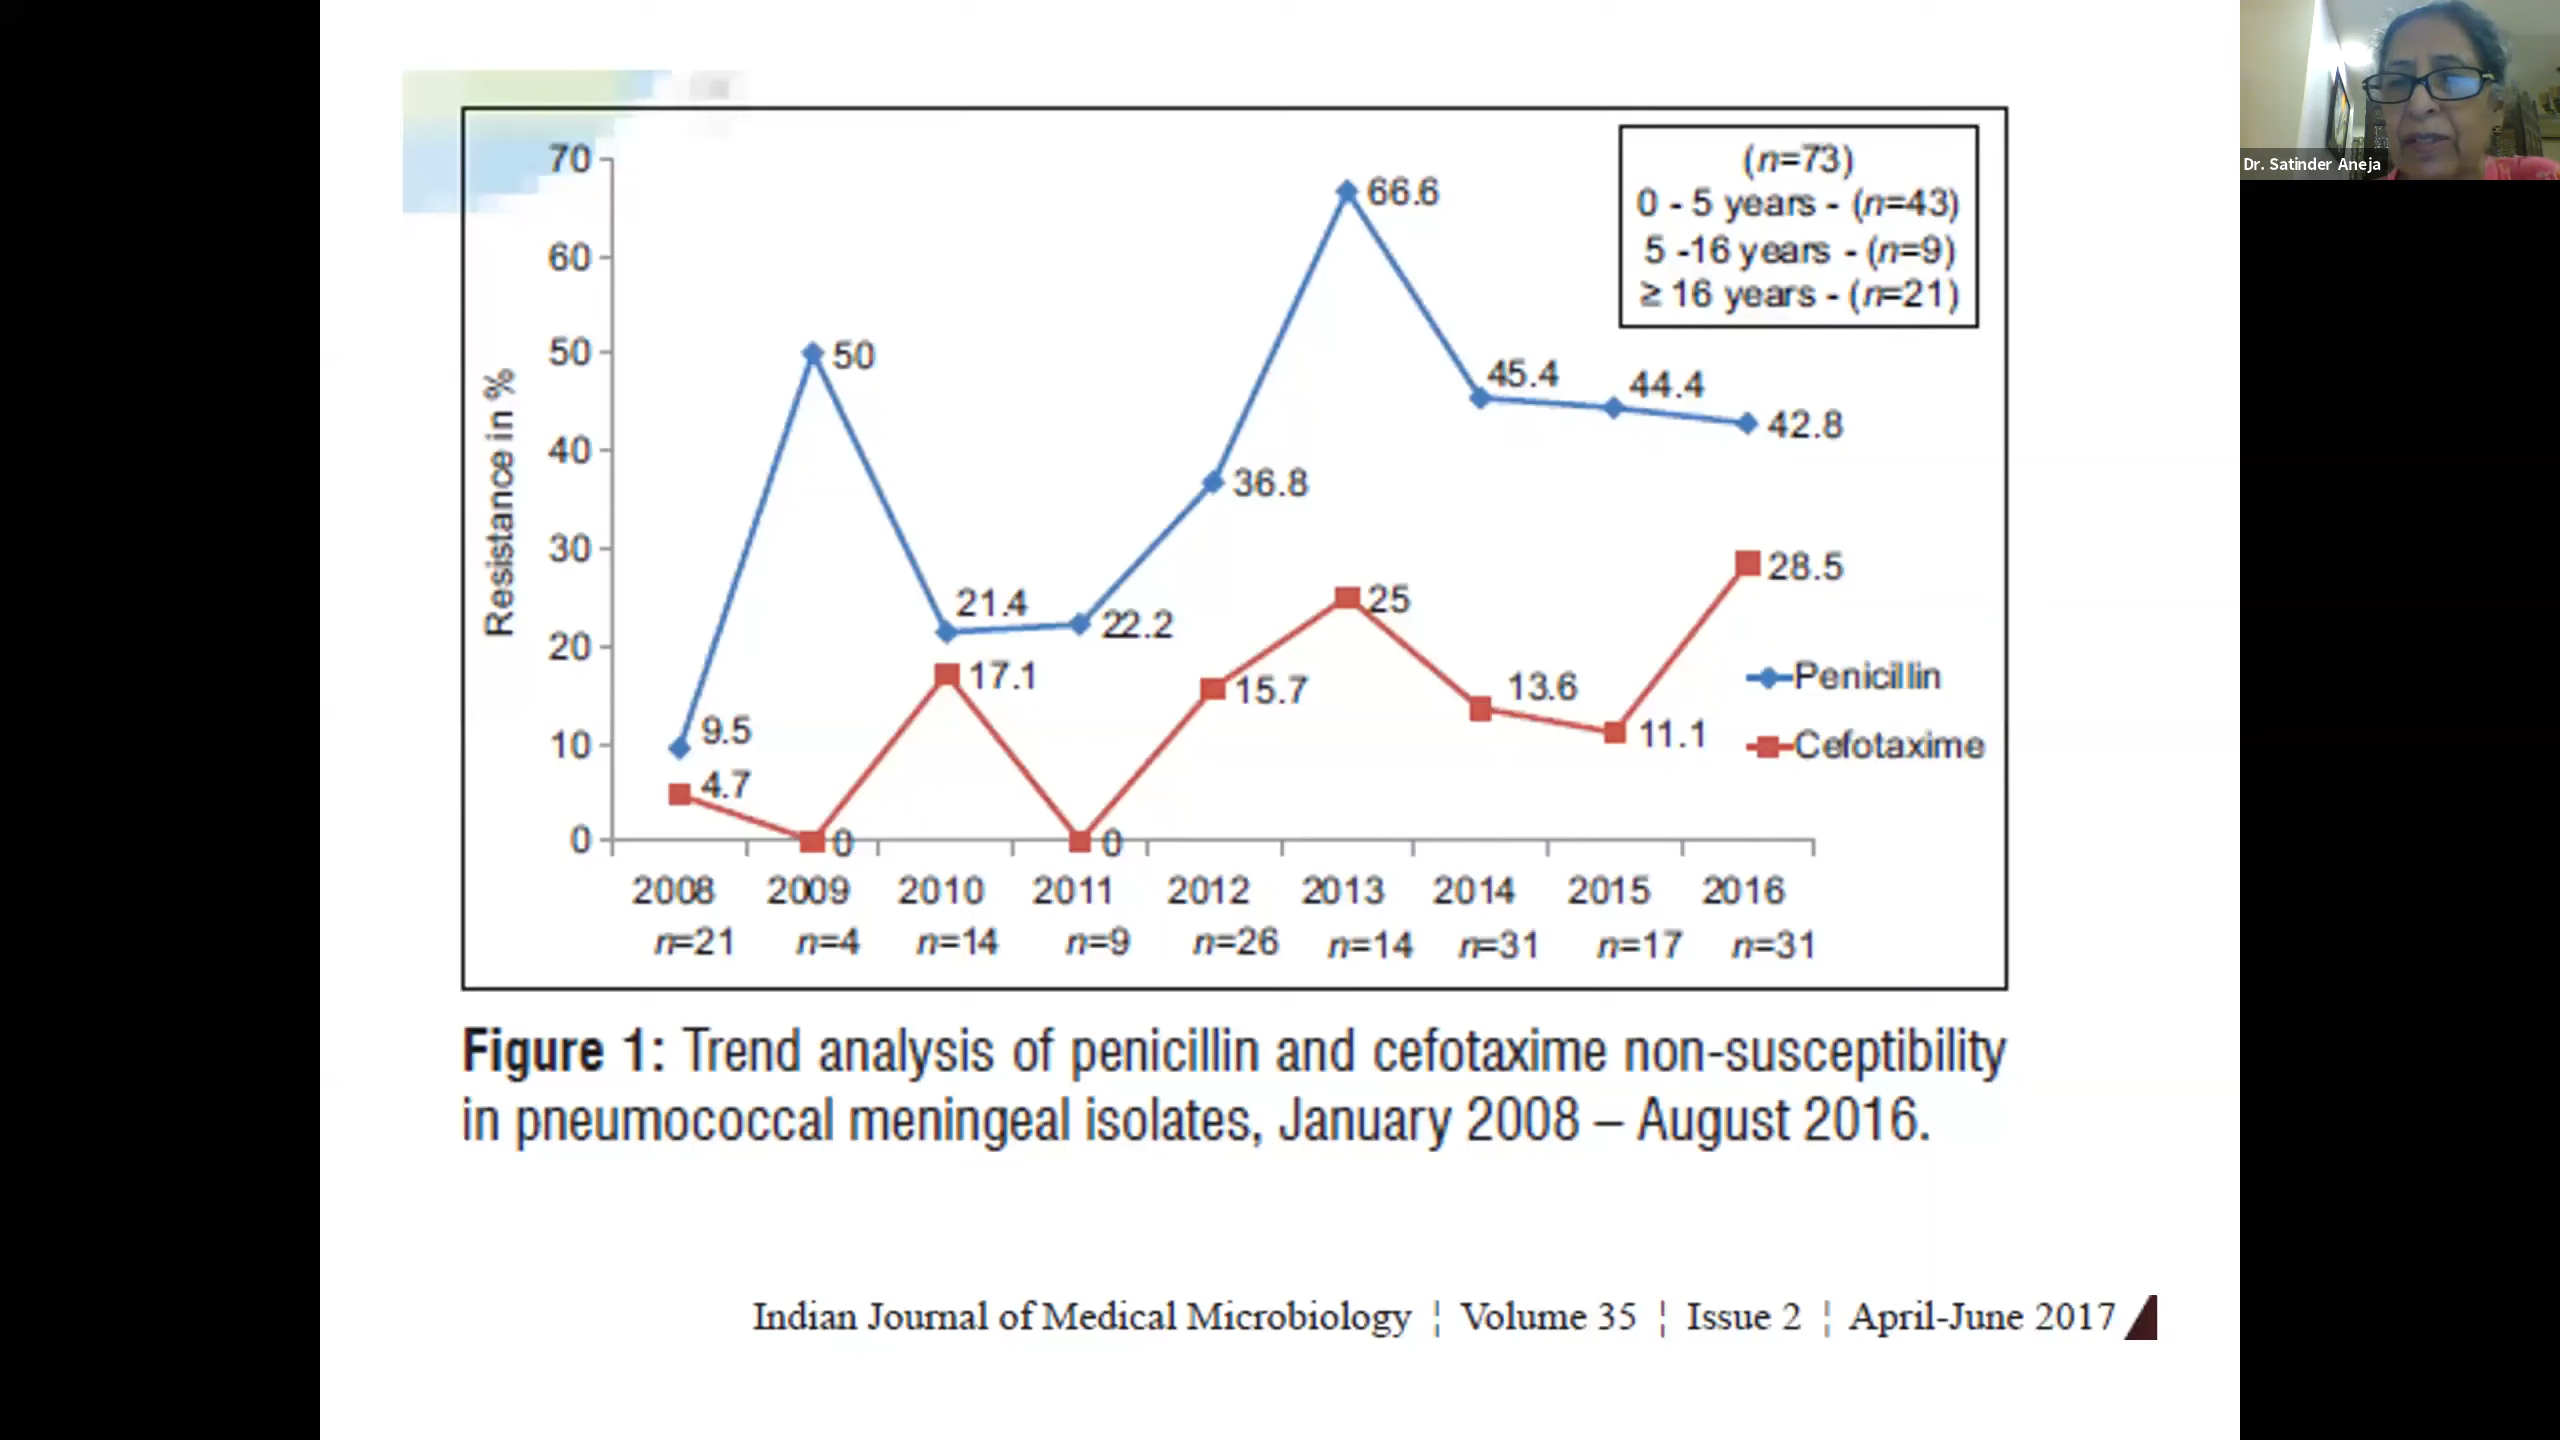 Dr. Satinder Aneja
(n=73)
0 - 5 years - (n=43)
5 -16 years - (n=9)
≥ 16 years - (n=21)
Resistance in %
70
60
50
40
30
20
10
0
9.5
50
21.4
22.2
36.8
66.6
45.4
44.4
42.8
4.7
0
17.1
0
15.7
25
13.6
11.1
28.5
Penicillin
Cefotaxime
2008 2009 2010 2011 2012 2013 2014 2015 2016
n=21 n=4 n=14 n=9 n=26 n=14 n=31 n=17 n=31
Figure 1: Trend analysis of penicillin and cefotaxime non-susceptibility
in pneumococcal meningeal isolates, January 2008 – August 2016.
Indian Journal of Medical Microbiology ¦ Volume 35 ¦ Issue 2 ¦ April-June 2017